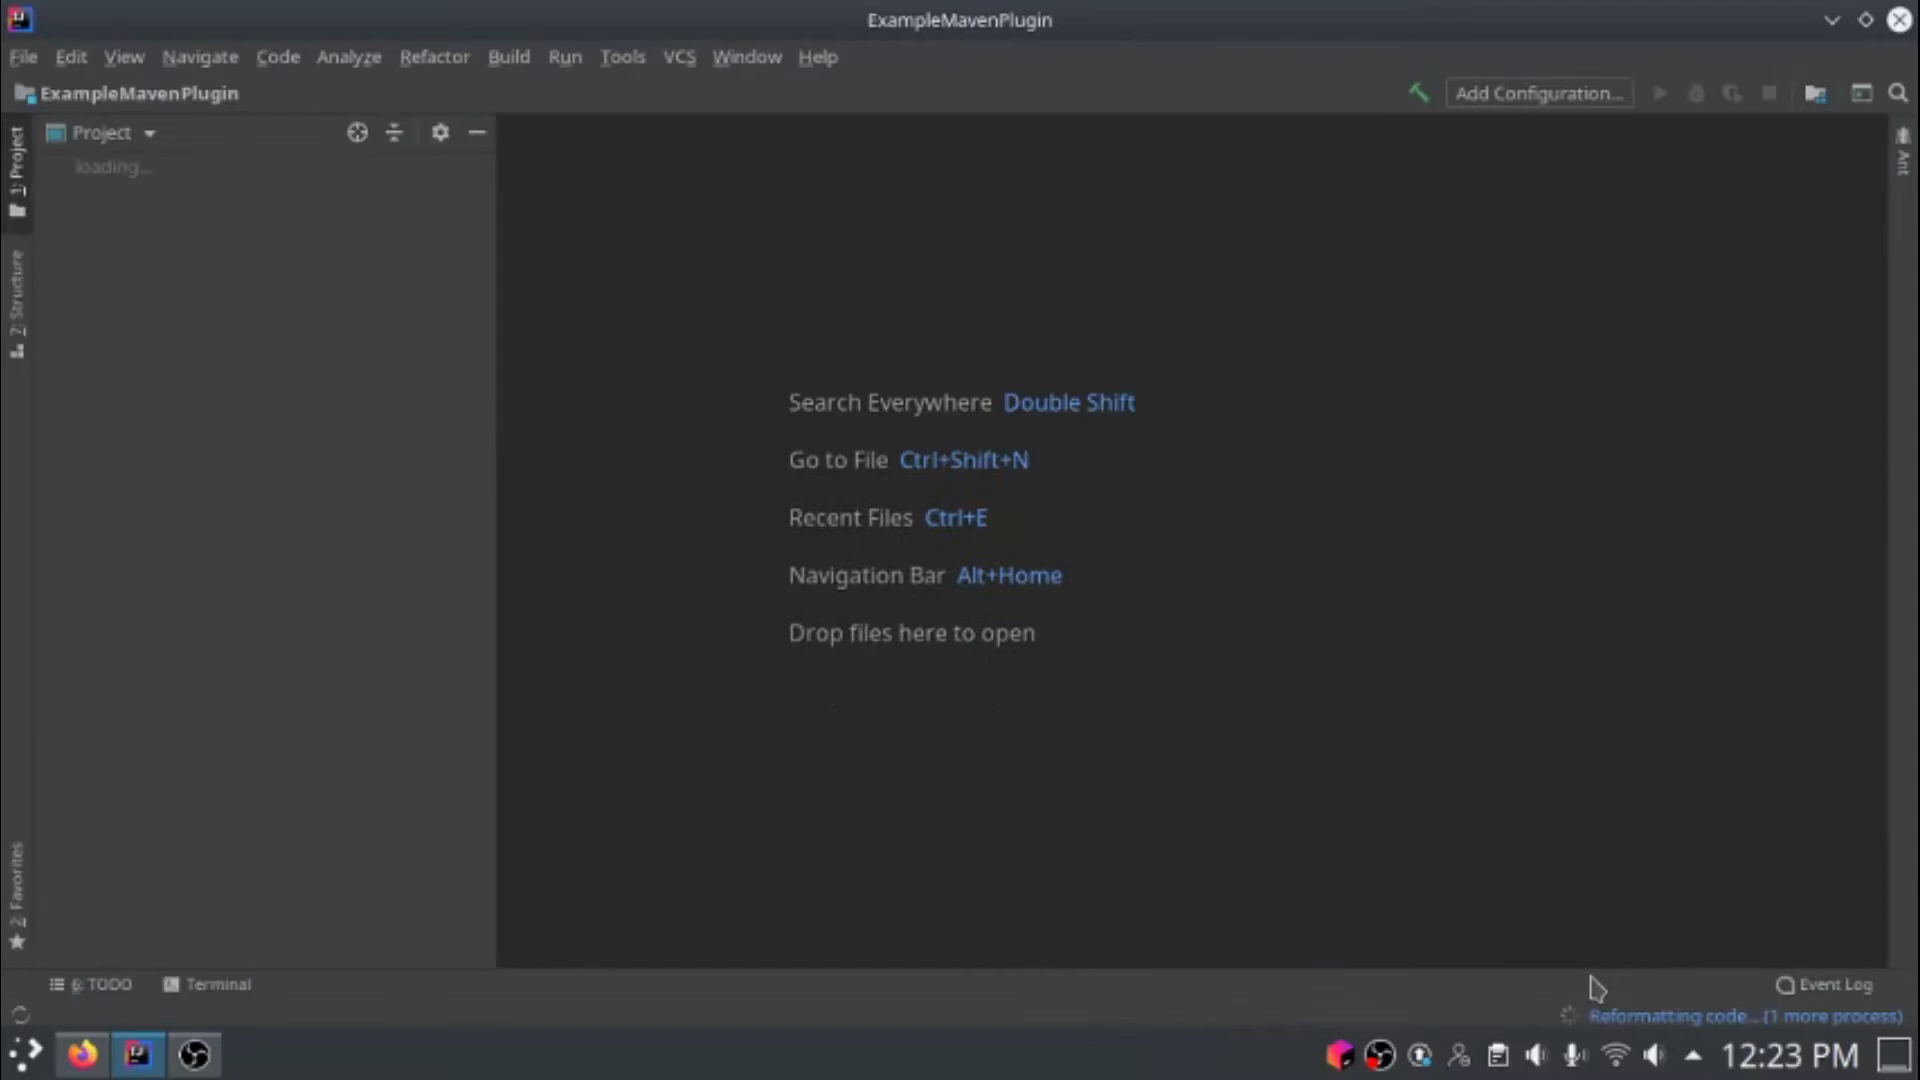 ExampleMavenPlugin
File Edit View Navigate Code Analyze Refactor Build Run Tools VCS Window Help
ExampleMavenPlugin
Add Configuration...
Project
loading...
1: Project
Ant
7: Structure
Search Everywhere Double Shift
Go to File Ctrl+Shift+N
Recent Files Ctrl+E
Navigation Bar Alt+Home
Drop files here to open
2: Favorites
6: TODO
Terminal
Event Log
Reformatting code... (1 more process)
12:23 PM